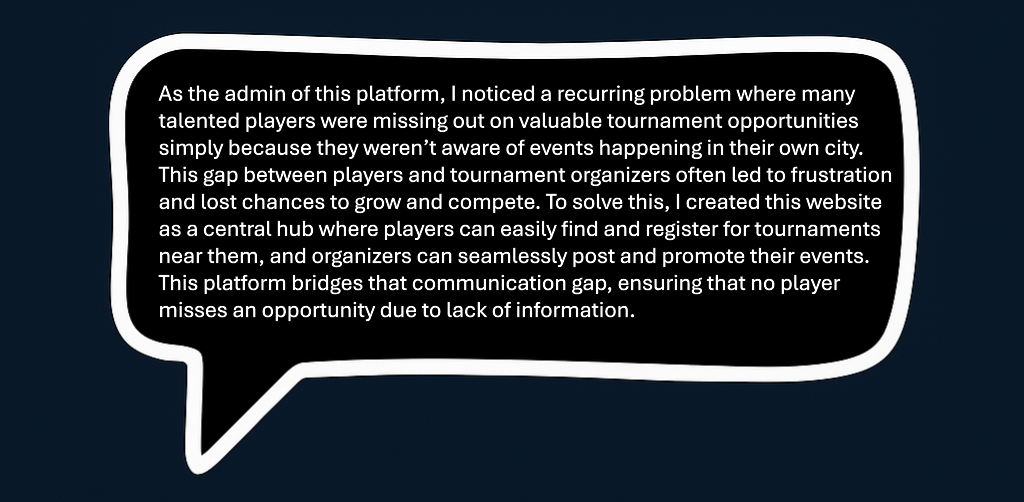 As the admin of this platform, I noticed a recurring problem where many
talented players were missing out on valuable tournament opportunities
simply because they weren’t aware of events happening in their own city.
This gap between players and tournament organizers often led to frustration
and lost chances to grow and compete. To solve this, I created this website
as a central hub where players can easily find and register for tournaments
near them, and organizers can seamlessly post and promote their events.
This platform bridges that communication gap, ensuring that no player
misses an opportunity due to lack of information.